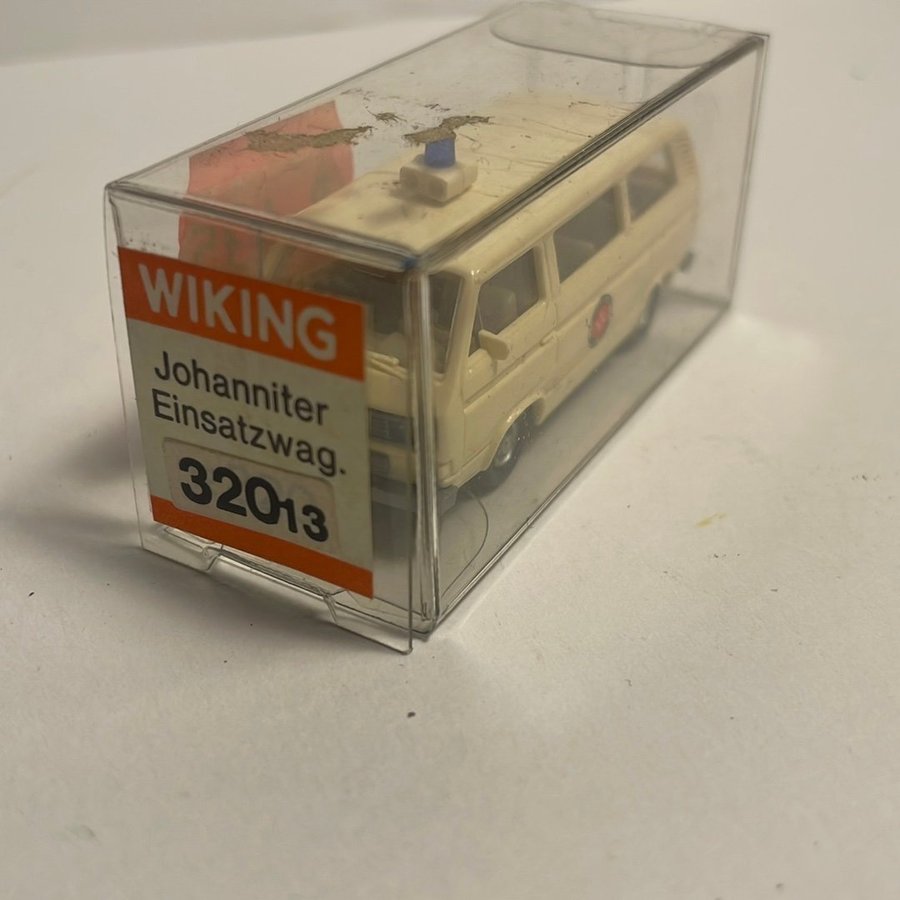 WIKING
Johanniter
Einsatzwag.
32013